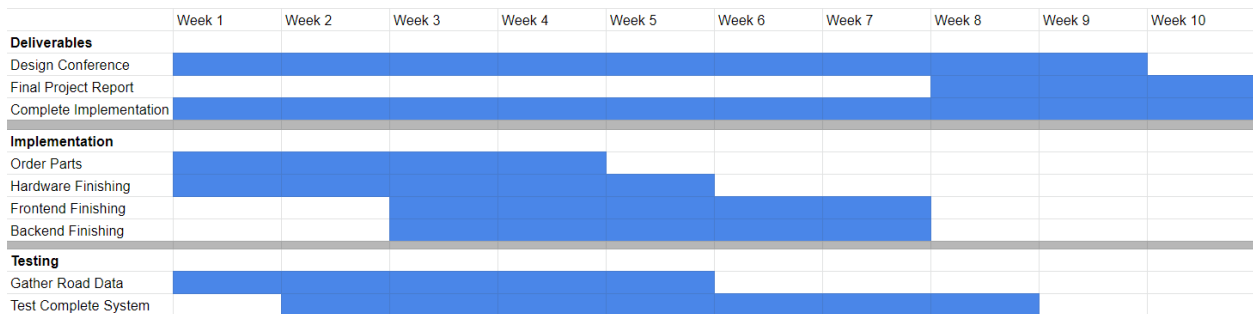 Week 1 Week 2 Week 3 Week 4 Week 5 Week 6 Week 7 Week 8 Week 9 Week 10
Deliverables
Design Conference
Final Project Report
Complete Implementation
Implementation
Order Parts
Hardware Finishing
Frontend Finishing
Backend Finishing
Testing
Gather Road Data
Test Complete System